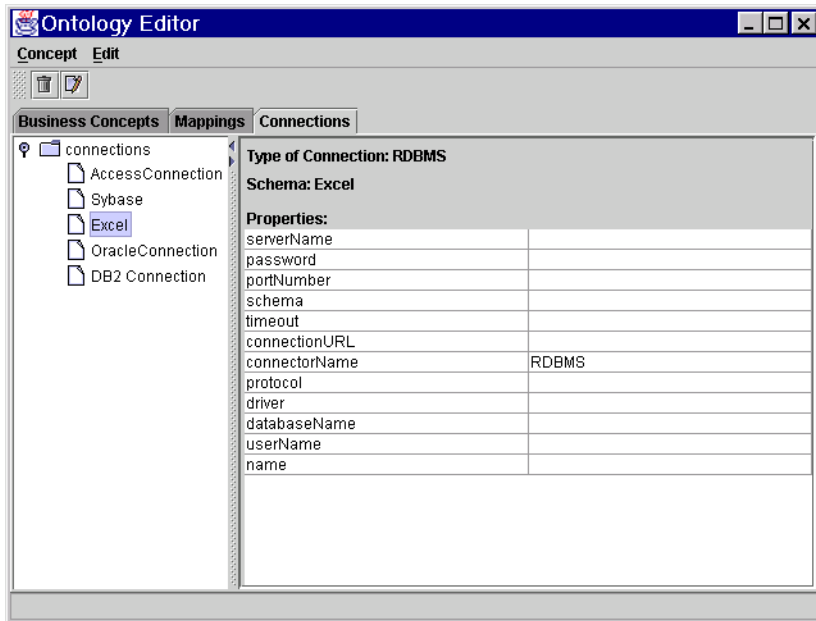 Ontology Editor
Concept Edit
Business Concepts Mappings Connections
connections
AccessConnection
Sybase
Excel
OracleConnection
DB2 Connection
Type of Connection: RDBMS
Schema: Excel
Properties:
serverName
password
portNumber
schema
timeout
connectionURL
connectorName RDBMS
protocol
driver
databaseName
userName
name